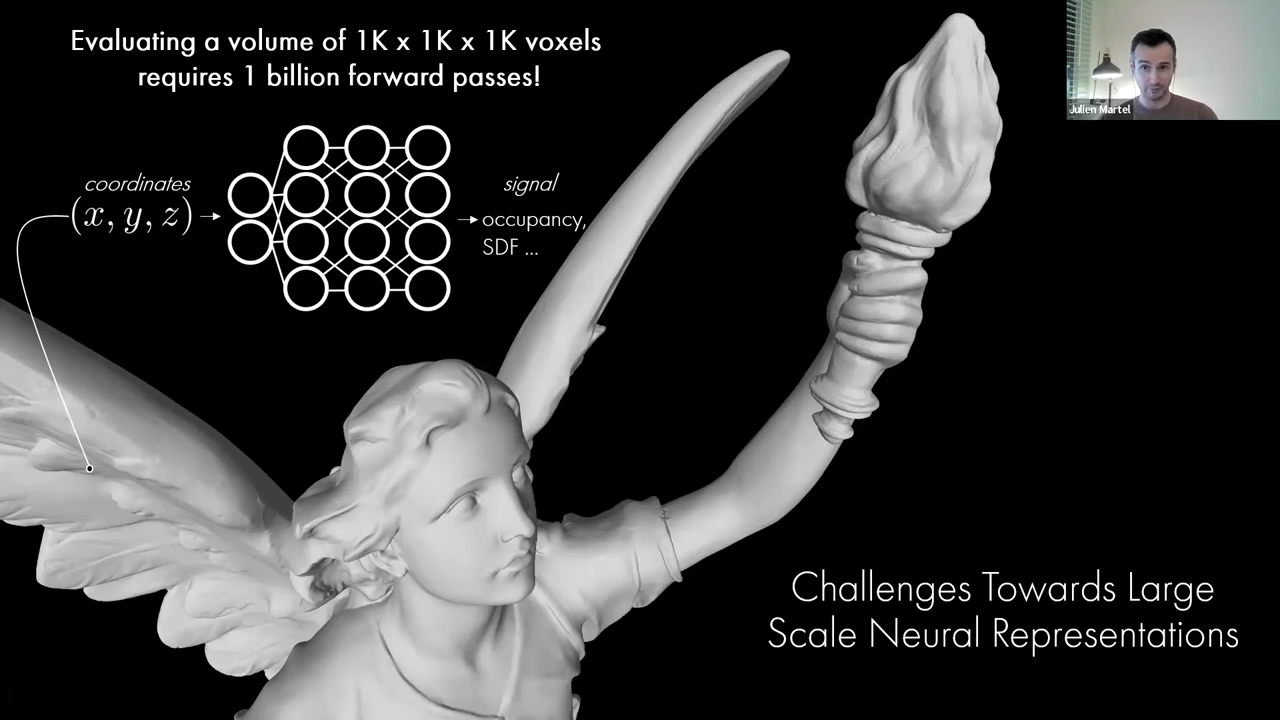 Evaluating a volume of 1K x 1K x 1K voxels
requires 1 billion forward passes!
Julien Martel
coordinates
(x, y, z)
signal
occupancy,
SDF ...
Challenges Towards Large
Scale Neural Representations